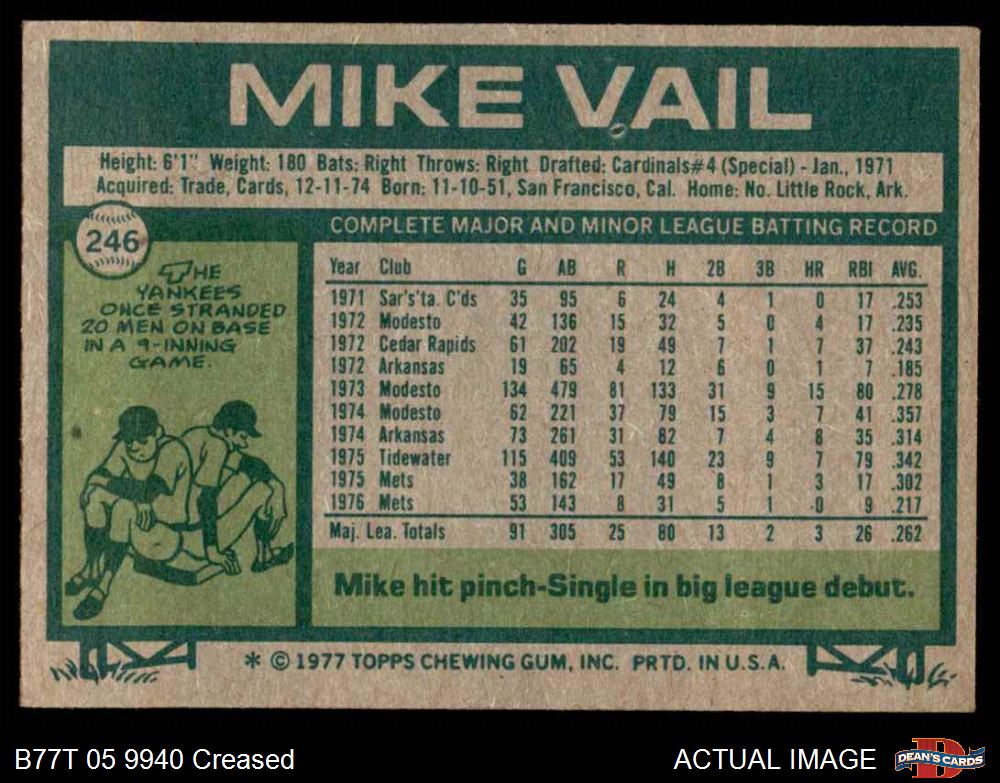 MIKE VAIL
Height: 6'1" Weight: 180 Bats: Right Throws: Right Drafted: Cardinals#4 (Special) - Jan., 1971
Acquired: Trade, Cards, 12-11-74 Born: 11-10-51, San Francisco, Cal. Home: No. Little Rock, Ark.
246
THE
YANKEES
ONCE STRANDED
20 MEN ON BASE
IN A 9-INNING
GAME.
COMPLETE MAJOR AND MINOR LEAGUE BATTING RECORD
Year Club G AB R H 2B 3B HR RBI AVG.
1971 Sar's'ta. C'ds 35 95 6 24 4 1 0 17 .253
1972 Modesto 42 136 15 32 5 0 4 17 .235
1972 Cedar Rapids 61 202 19 49 7 1 7 37 .243
1972 Arkansas 19 65 4 12 6 0 1 7 .185
1973 Modesto 134 479 81 133 31 9 15 80 .278
1974 Modesto 62 221 37 79 15 3 7 41 .357
1974 Arkansas 73 261 31 82 7 4 8 35 .314
1975 Tidewater 115 409 53 140 23 9 7 79 .342
1975 Mets 38 162 17 49 8 1 3 17 .302
1976 Mets 53 143 8 31 5 1 0 9 .217
Maj. Lea. Totals 91 305 25 80 13 2 3 26 .262
Mike hit pinch-Single in big league debut.
* © 1977 TOPPS CHEWING GUM, INC. PRTD. IN U.S.A.
B77T 05 9940 Creased
ACTUAL IMAGE
DEAN'S CARDS